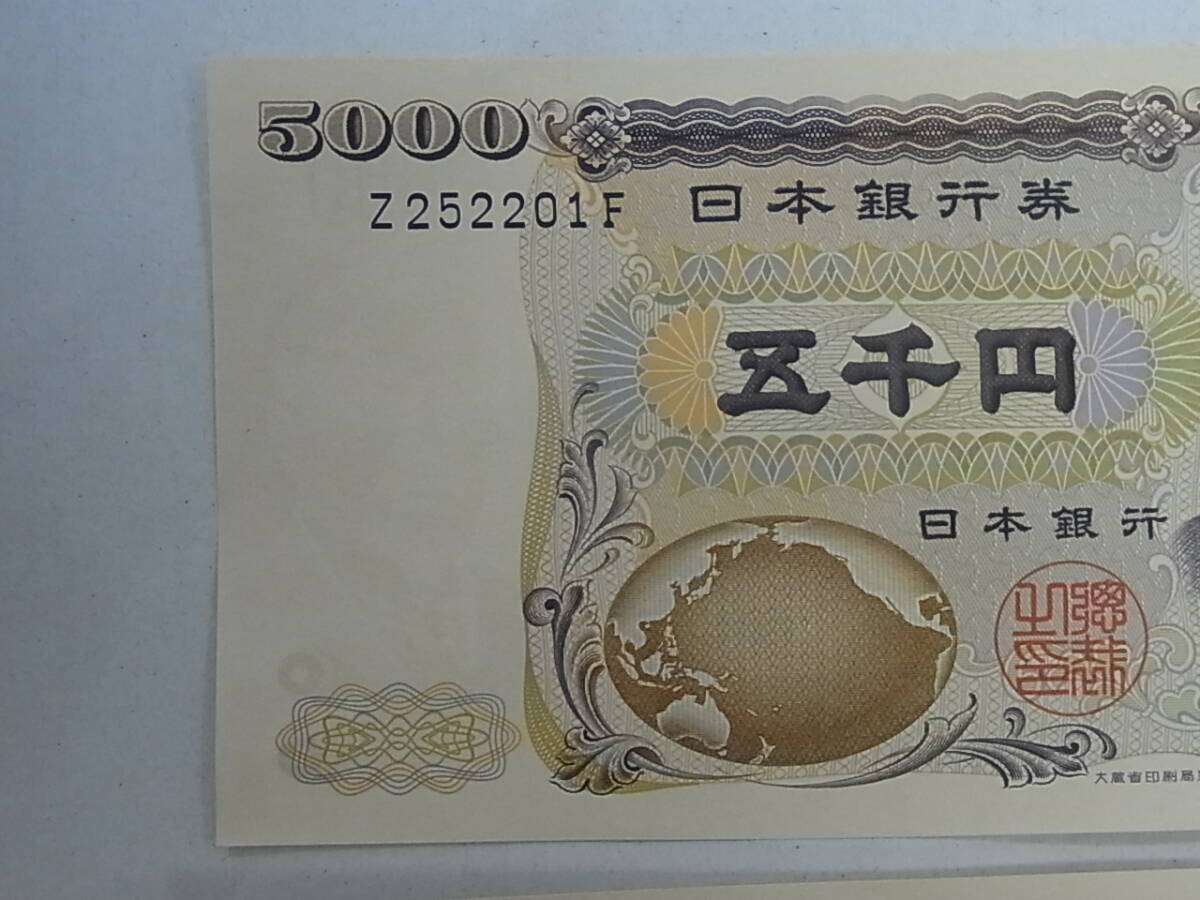 5000
Z252201F
日本銀行券
五千円
日本銀行
総裁之印
大蔵省印刷局